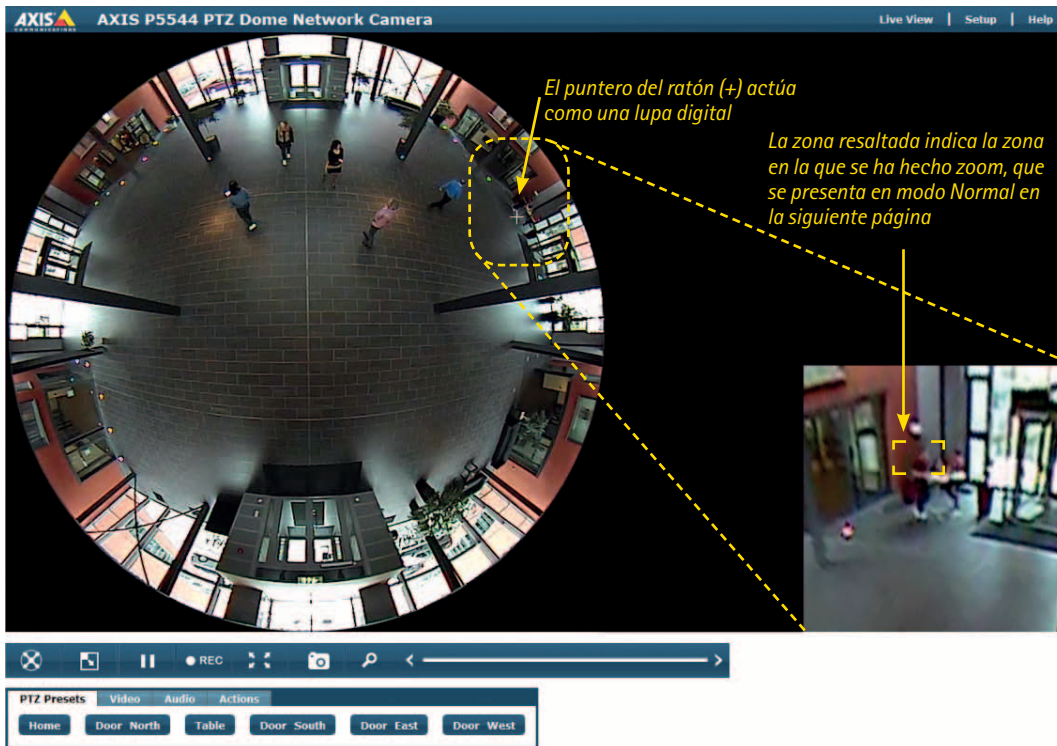 AXIS COMMUNICATIONS AXIS P5544 PTZ Dome Network Camera Live View | Setup | Help
El puntero del ratón (+) actúa
como una lupa digital
La zona resaltada indica la zona
en la que se ha hecho zoom, que
se presenta en modo Normal en
la siguiente página
REC
PTZ Presets Video Audio Actions
Home Door North Table Door South Door East Door West